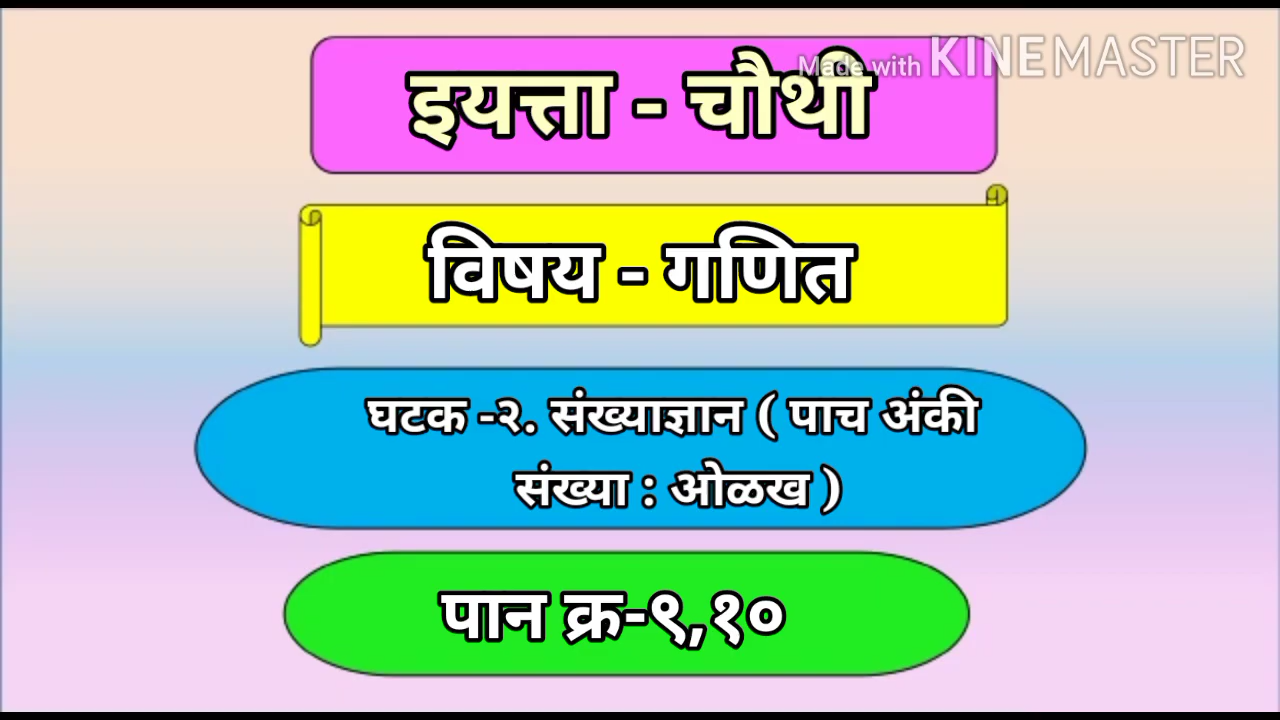 Made with KINEMASTER
इयत्ता - चौथी
विषय - गणित
घटक -२. संख्याज्ञान ( पाच अंकी
संख्या : ओळख )
पान क्र-९,१०